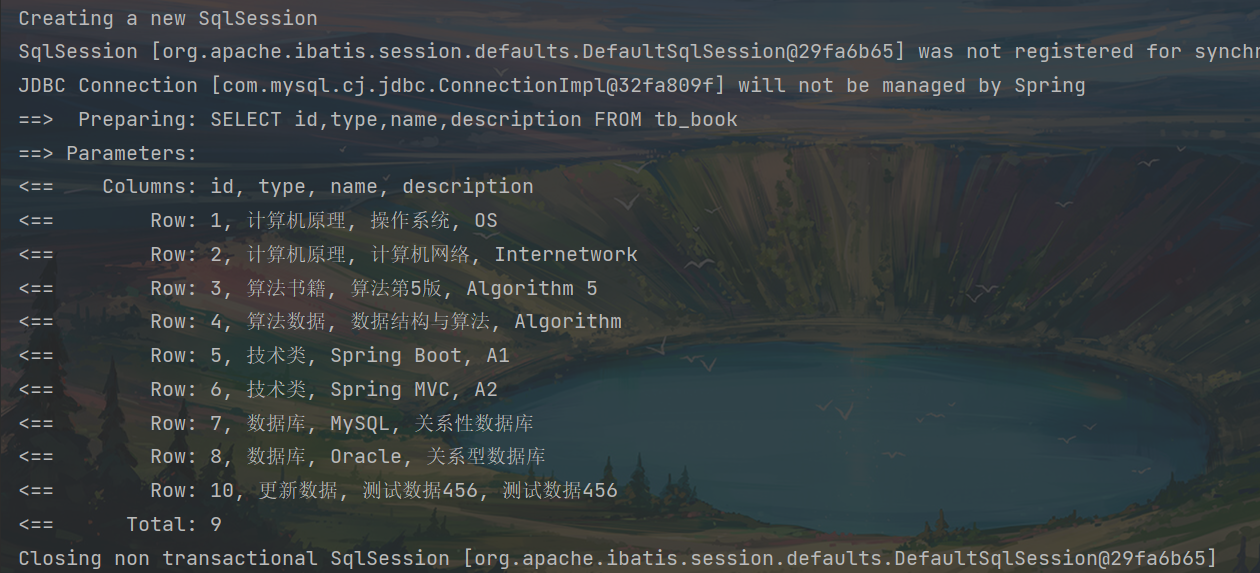 Creating a new SqlSession
SqlSession [org.apache.ibatis.session.defaults.DefaultSqlSession@29fa6b65] was not registered for synchr
JDBC Connection [com.mysql.cj.jdbc.ConnectionImpl@32fa809f] will not be managed by Spring
==>  Preparing: SELECT id,type,name,description FROM tb_book
==> Parameters:
<==    Columns: id, type, name, description
<==        Row: 1, 计算机原理, 操作系统, OS
<==        Row: 2, 计算机原理, 计算机网络, Internetwork
<==        Row: 3, 算法书籍, 算法第5版, Algorithm 5
<==        Row: 4, 算法数据, 数据结构与算法, Algorithm
<==        Row: 5, 技术类, Spring Boot, A1
<==        Row: 6, 技术类, Spring MVC, A2
<==        Row: 7, 数据库, MySQL, 关系性数据库
<==        Row: 8, 数据库, Oracle, 关系型数据库
<==        Row: 10, 更新数据, 测试数据456, 测试数据456
<==      Total: 9
Closing non transactional SqlSession [org.apache.ibatis.session.defaults.DefaultSqlSession@29fa6b65]